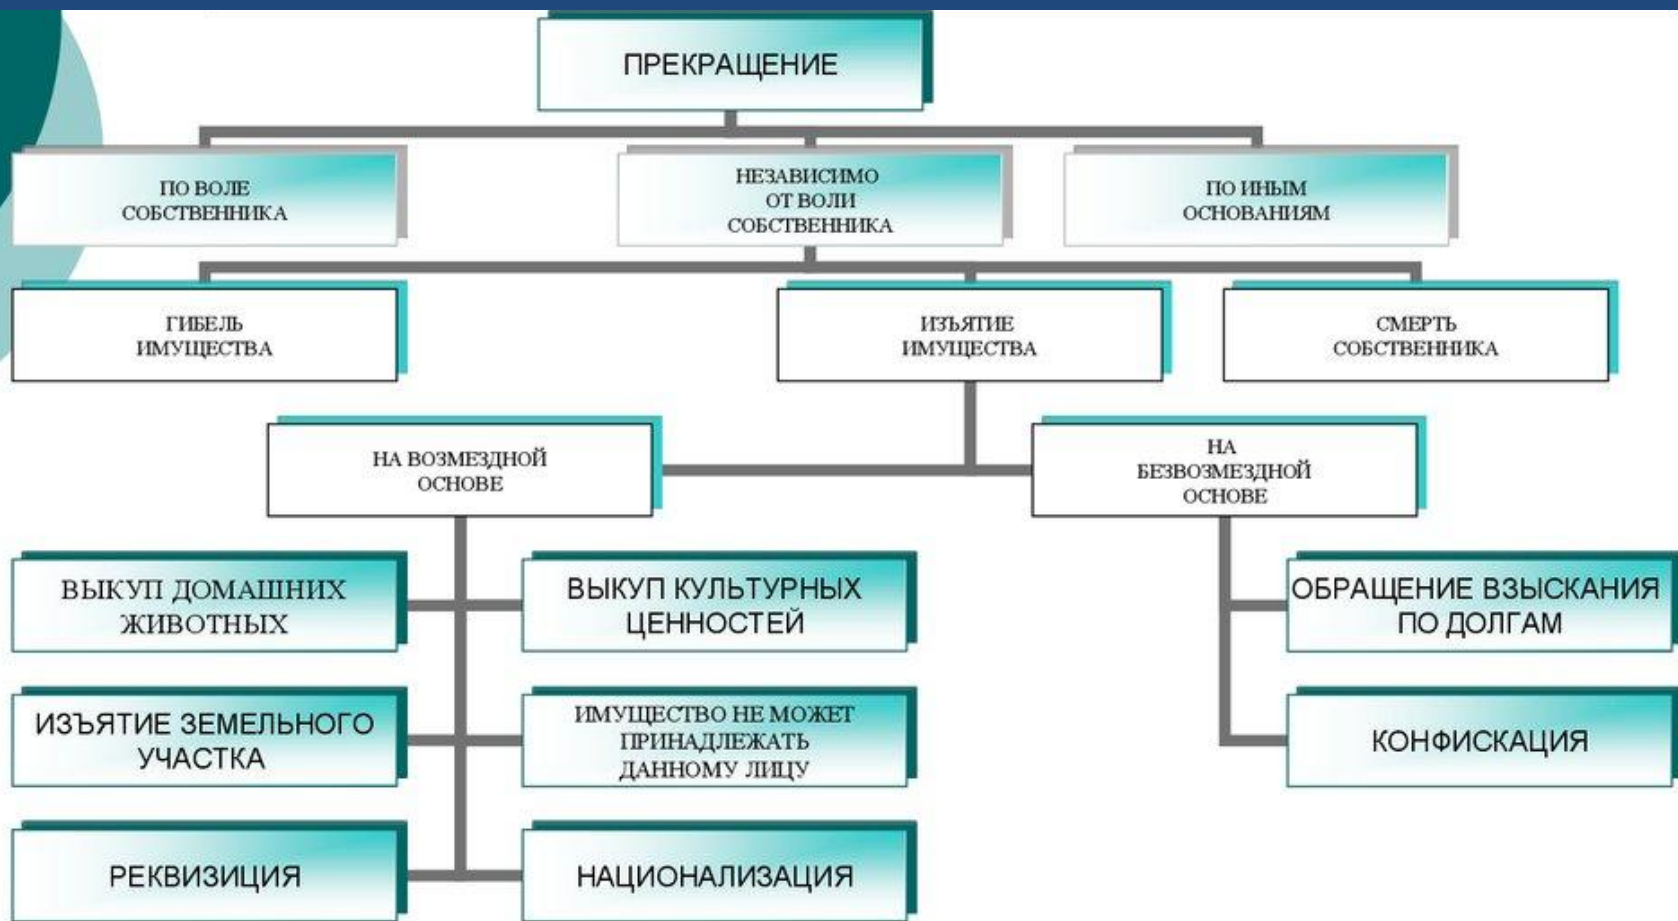 ПРЕКРАЩЕНИЕ
ПО ВОЛЕ
СОБСТВЕННИКА
НЕЗАВИСИМО
ОТ ВОЛИ
СОБСТВЕННИКА
ПО ИНЫМ
ОСНОВАНИЯМ
ГИБЕЛЬ
ИМУЩЕСТВА
ИЗЪЯТИЕ
ИМУЩЕСТВА
СМЕРТЬ
СОБСТВЕННИКА
НА ВОЗМЕЗДНОЙ
ОСНОВЕ
НА
БЕЗВОЗМЕЗДНОЙ
ОСНОВЕ
ВЫКУП ДОМАШНИХ
ЖИВОТНЫХ
ВЫКУП КУЛЬТУРНЫХ
ЦЕННОСТЕЙ
ОБРАЩЕНИЕ ВЗЫСКАНИЯ
ПО ДОЛГАМ
ИЗЪЯТИЕ ЗЕМЕЛЬНОГО
УЧАСТКА
ИМУЩЕСТВО НЕ МОЖЕТ
ПРИНАДЛЕЖАТЬ
ДАННОМУ ЛИЦУ
КОНФИСКАЦИЯ
РЕКВИЗИЦИЯ
НАЦИОНАЛИЗАЦИЯ